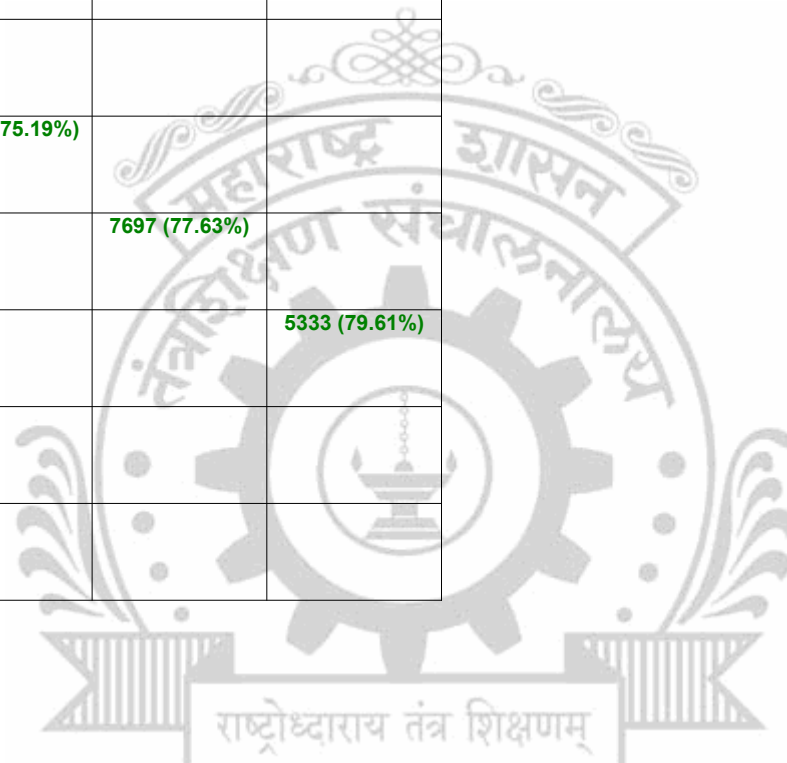 75.19%)
7697 (77.63%)
5333 (79.61%)
महाराष्ट्र शासन
तंत्रशिक्षण संचालनालय
राष्ट्रोध्दाराय तंत्र शिक्षणम्